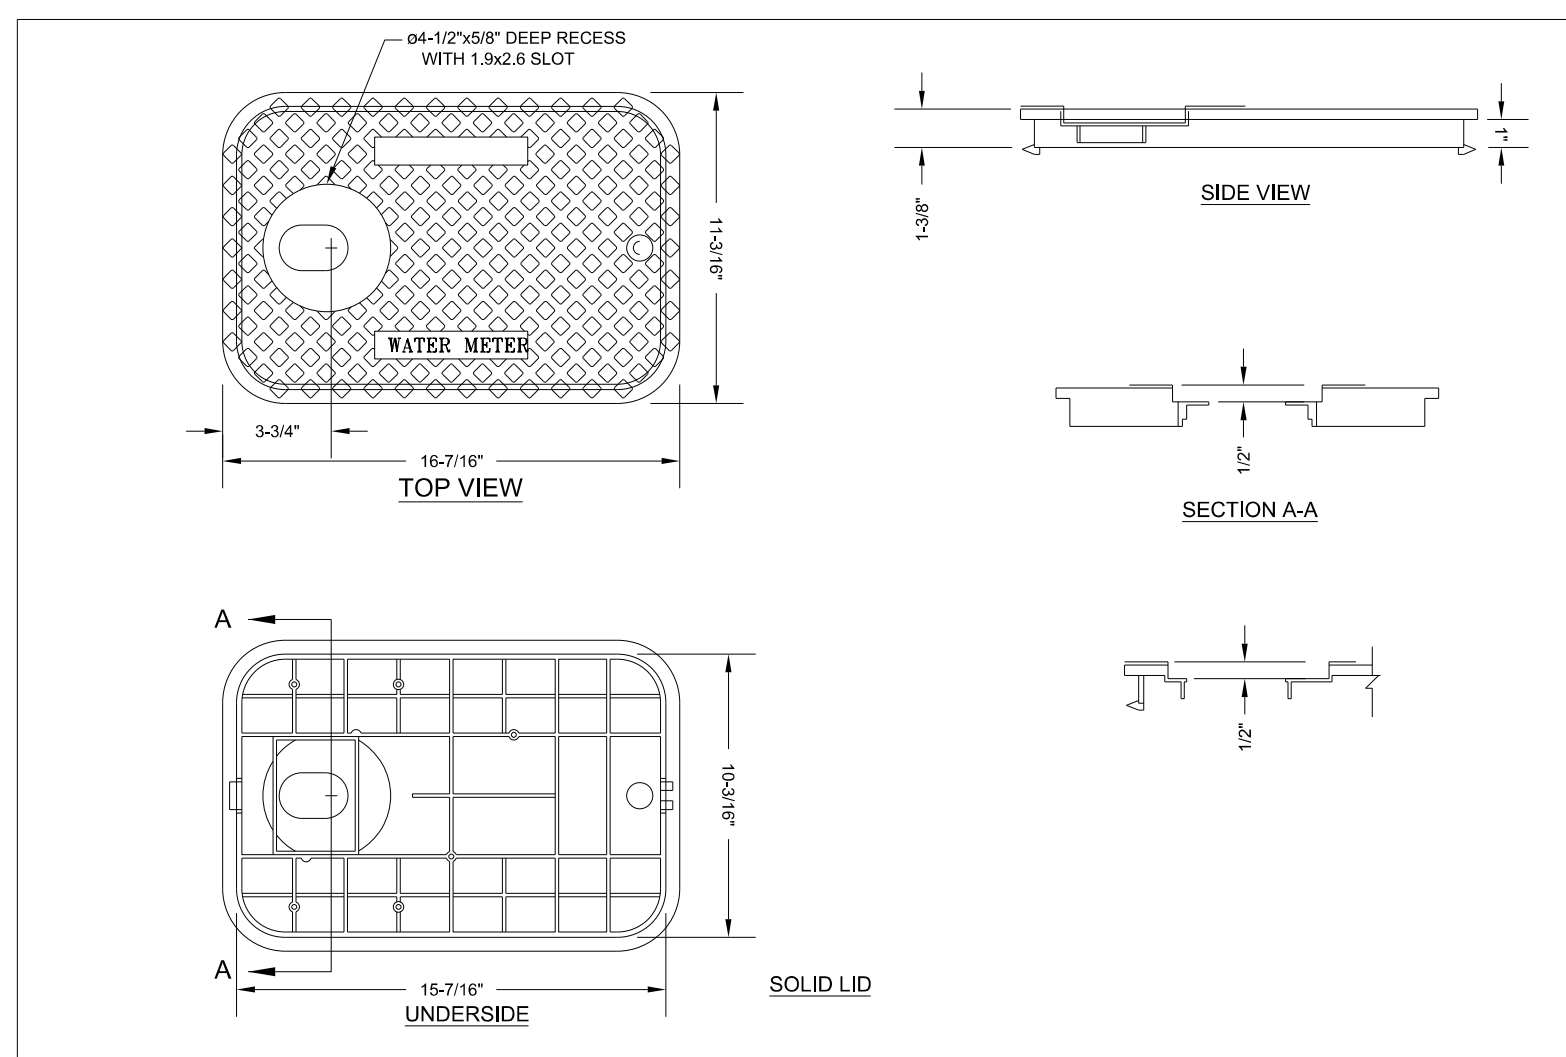 ø4-1/2"x5/8" DEEP RECESS
WITH 1.9x2.6 SLOT
WATER METER
11-3/16"
3-3/4"
16-7/16"
TOP VIEW
1-3/8"
1"
SIDE VIEW
1/2"
SECTION A-A
A
10-3/16"
A
15-7/16"
UNDERSIDE
SOLID LID
1/2"